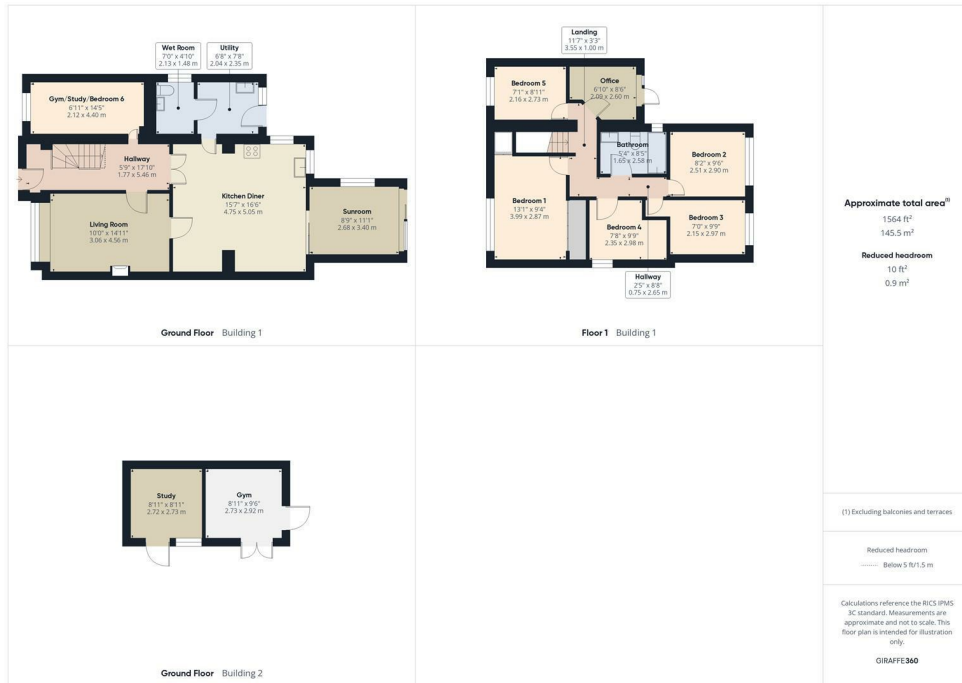 Wet Room
7'0" x 4'10"
2.13 x 1.48 m
Utility
6'8" x 7'8"
2.04 x 2.35 m
Gym/Study/Bedroom 6
6'11" x 14'5"
2.12 x 4.40 m
Hallway
5'9" x 17'10"
1.77 x 5.46 m
Kitchen Diner
15'7" x 16'6"
4.75 x 5.05 m
Sunroom
8'9" x 11'1"
2.68 x 3.40 m
Living Room
10'0" x 14'11"
3.06 x 4.56 m
Ground Floor Building 1
Landing
11'7" x 3'3"
3.55 x 1.00 m
Bedroom 5
7'1" x 8'11"
2.16 x 2.73 m
Office
6'10" x 8'6"
2.09 x 2.60 m
Bathroom
5'4" x 8'5"
1.65 x 2.58 m
Bedroom 2
8'2" x 9'6"
2.51 x 2.90 m
Bedroom 1
13'1" x 9'4"
3.99 x 2.87 m
Bedroom 4
7'8" x 9'9"
2.35 x 2.98 m
Bedroom 3
7'0" x 9'9"
2.15 x 2.97 m
Hallway
2'5" x 8'8"
0.75 x 2.65 m
Floor 1 Building 1
Study
8'11" x 8'11"
2.72 x 2.73 m
Gym
8'11" x 9'6"
2.73 x 2.92 m
Ground Floor Building 2
Approximate total area(1)
1564 ft²
145.5 m²
Reduced headroom
10 ft²
0.9 m²
(1) Excluding balconies and terraces
Reduced headroom
Below 5 ft/1.5 m
Calculations reference the RICS IPMS
3C standard. Measurements are
approximate and not to scale. This
floor plan is intended for illustration
only.
GIRAFFE360